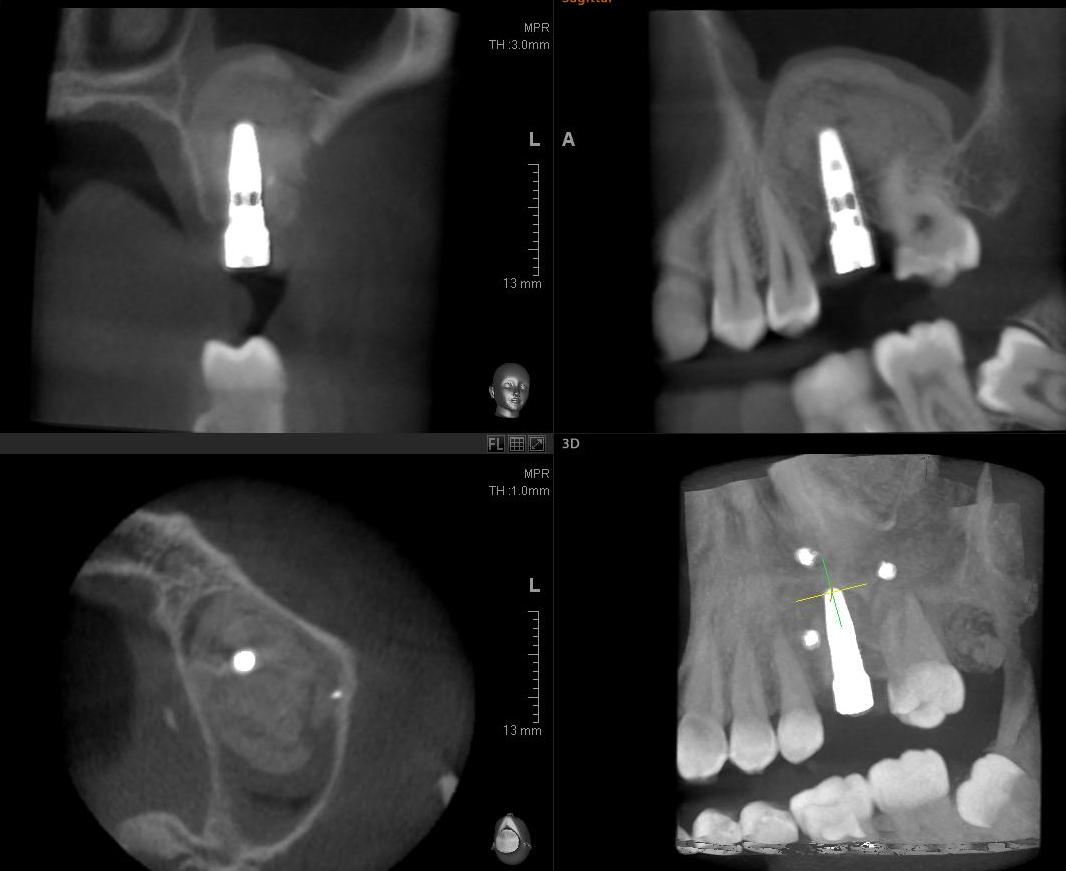 Sagittal
MPR
TH :3.0mm
L
13 mm
A
FL
MPR
TH :1.0mm
L
13 mm
3D